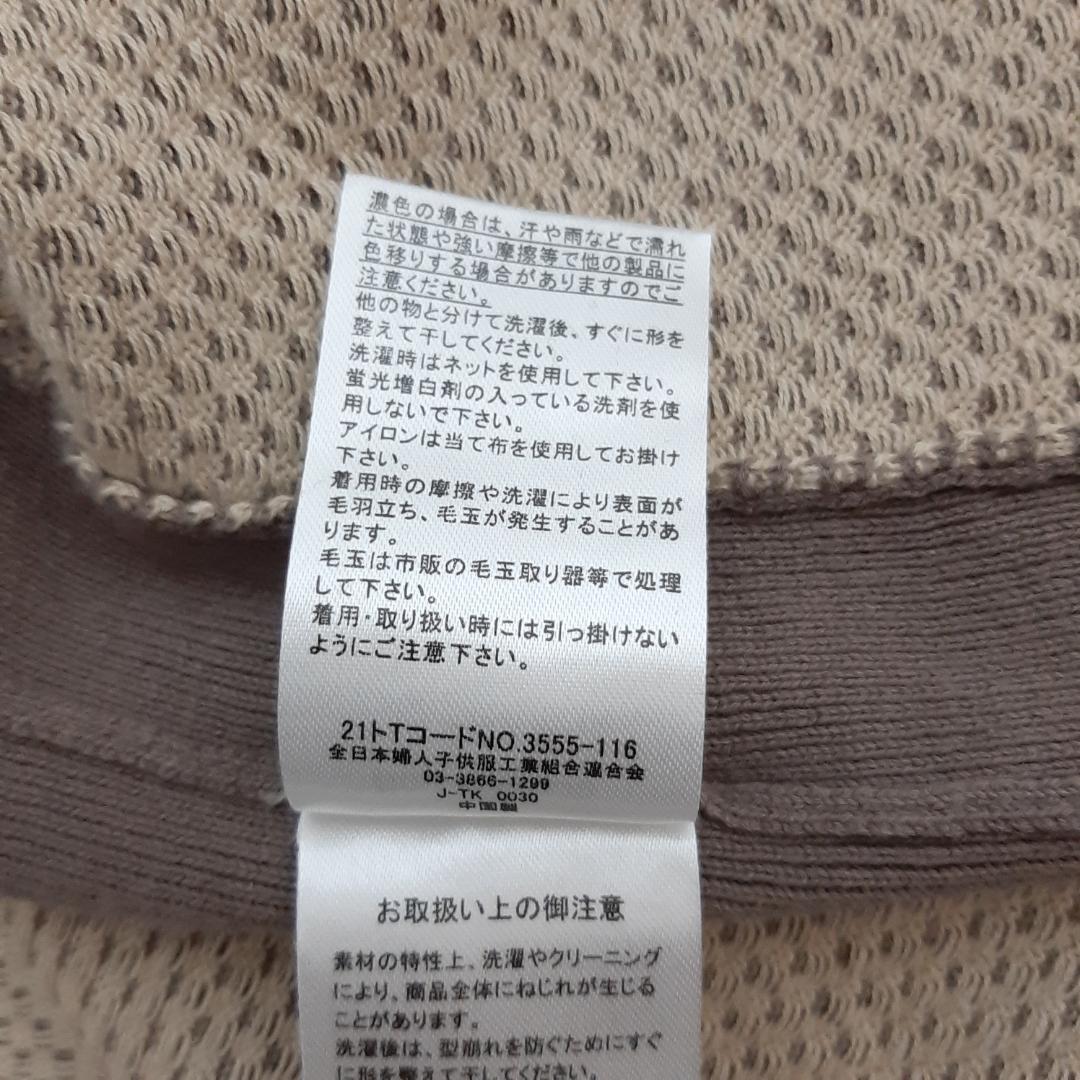 濃色の場合は、汗や雨などで濡れ
た状態や強い摩擦等で他の製品に
色移りする場合がありますのでご
注意ください。
他の物と分けて洗濯後、すぐに形を
整えて干してください。
洗濯時はネットを使用して下さい。
蛍光増白剤の入っている洗剤を使
用しないで下さい。
アイロンは当て布を使用してお掛け
下さい。
着用時の摩擦や洗濯により表面が
毛羽立ち、毛玉が発生することがあ
ります。
毛玉は市販の毛玉取り器等で処理
して下さい。
着用・取り扱い時には引っ掛けない
ようにご注意下さい。
21トTコードNO.3555-116
全日本婦人子供服工業組合連合会
03-3866-1299
J-TK 0030
中国製
お取扱い上の御注意
素材の特性上、洗濯やクリーニング
により、商品全体にねじれが生じる
ことがあります。
洗濯後は、型崩れを防ぐためにすぐ
に形を整えて干してください。